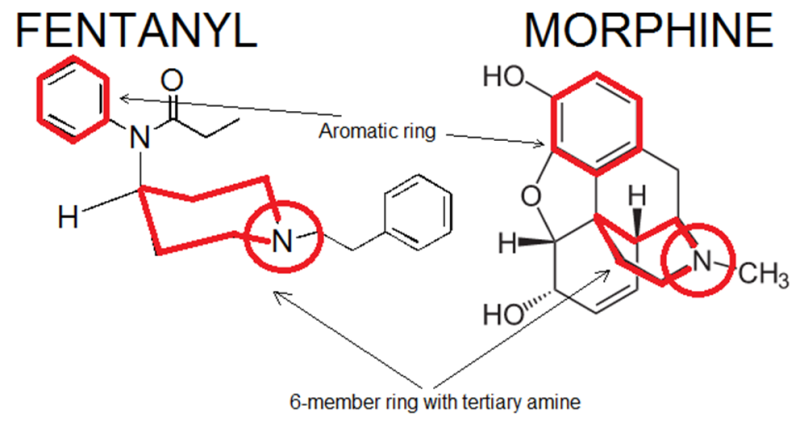 FENTANYL
MORPHINE
O
HO
Aromatic ring
N
H
O
H
H
N
N
CH3
HO
6-member ring with tertiary amine